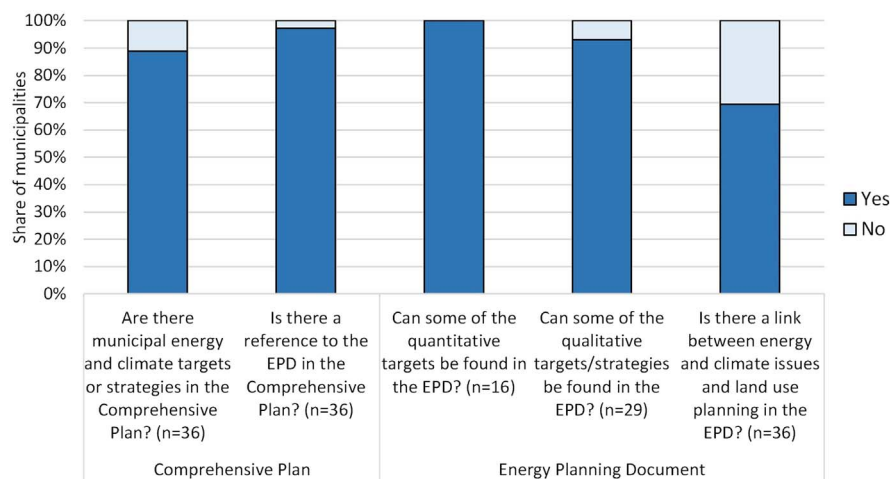 100%
90%
80%
70%
60%
50%
40%
30%
20%
10%
0%
Share of municipalities
Yes
No
Are there
municipal energy
and climate targets
or strategies in the
Comprehensive
Plan? (n=36)
Is there a
reference to the
EPD in the
Comprehensive
Plan? (n=36)
Can some of the
quantitative
targets be found in
the EPD? (n=16)
Can some of the
qualitative
targets/strategies
be found in the
EPD? (n=29)
Is there a link
between energy
and climate issues
and land use
planning in the
EPD? (n=36)
Comprehensive Plan
Energy Planning Document